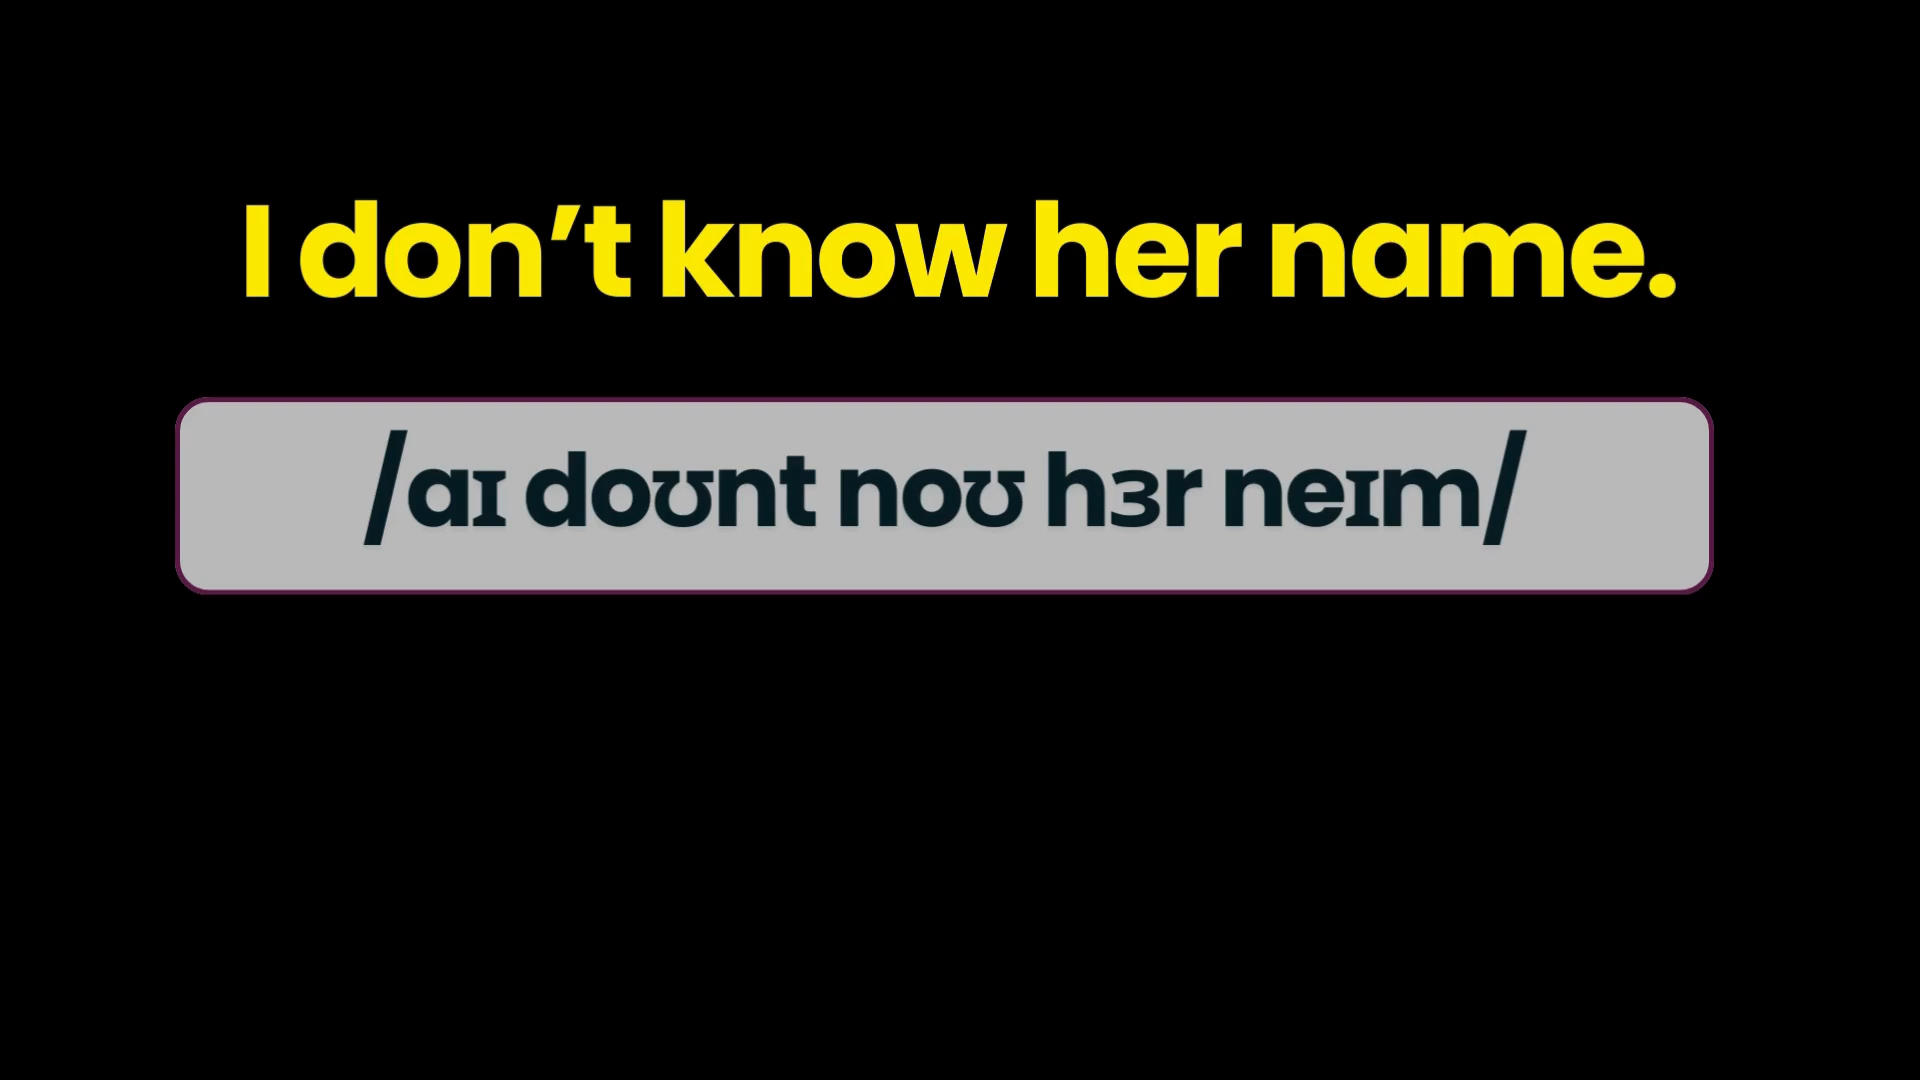 I don’t know her name.
/aɪ doʊnt noʊ hɜr neɪm/